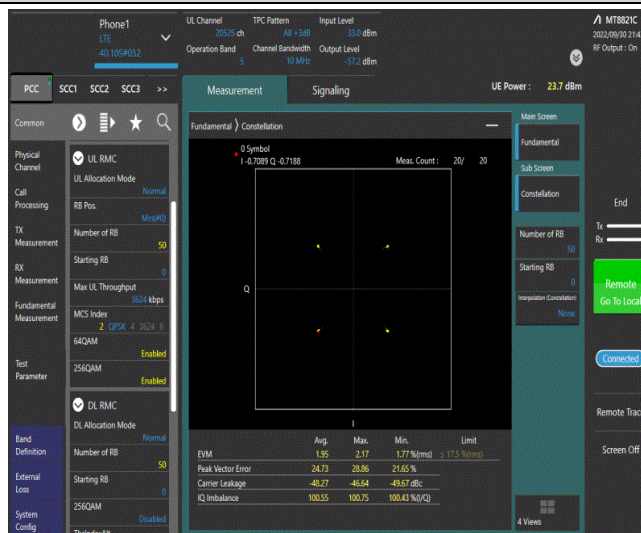 Phone1
LTE
40.105#052
UL Channel
20525 ch
TPC Pattern
All +3dB
Input Level
33.0 dBm
Operation Band
5
Channel Bandwidth
10 MHz
Output Level
-57.2 dBm
MT8821C
2022/09/30 21:4
RF Output : On
PCC SCC1 SCC2 SCC3 >>
Measurement
Signaling
UE Power : 23.7 dBm
Common
Physical Channel
Call Processing
TX Measurement
RX Measurement
Fundamental Measurement
Test Parameter
Band Definition
External Loss
System Config
UL RMC
UL Allocation Mode
Normal
RB Pos.
Min(#0)
Number of RB
50
Starting RB
0
Max UL Throughput
3624 kbps
MCS Index
2 QPSK 4 3624 8
64QAM
Enabled
256QAM
Enabled
DL RMC
DL Allocation Mode
Normal
Number of RB
50
Starting RB
0
256QAM
Disabled
Fundamental ⟩ Constellation
0 Symbol
I -0.7089 Q -0.7188
Meas. Count : 20/ 20
Q
I
Avg. Max. Min. Limit
EVM 1.95 2.17 1.77 %(rms) ≤ 17.5 %(rms)
Peak Vector Error 24.73 28.86 21.65 %
Carrier Leakage -48.27 -46.64 -49.67 dBc
IQ Imbalance 100.55 100.75 100.43 %(I/Q)
Main Screen
Fundamental
Sub Screen
Constellation
Number of RB
50
Starting RB
0
Interpolation (Constellation)
None
4 Views
End
Tx
Rx
Remote
Go To Local
Connected
Remote Trac
Screen Off